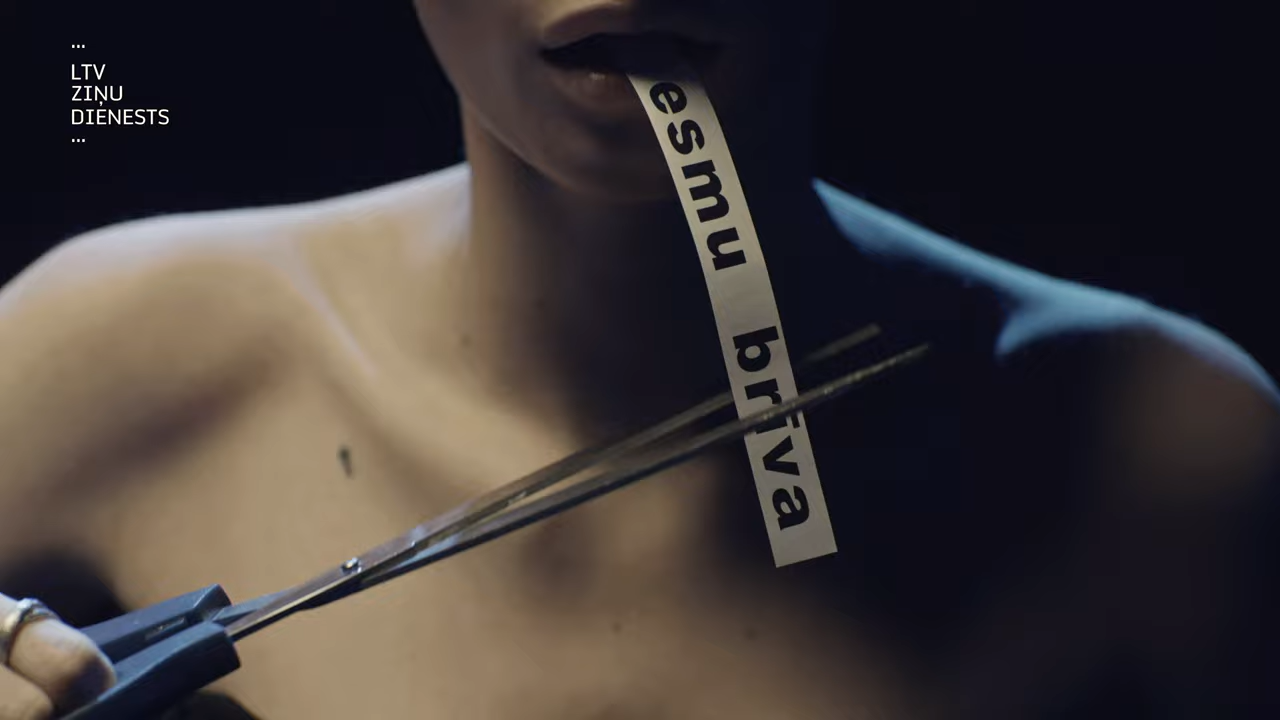 ...
LTV
ZIŅU
DIENESTS
...
esmu brīva